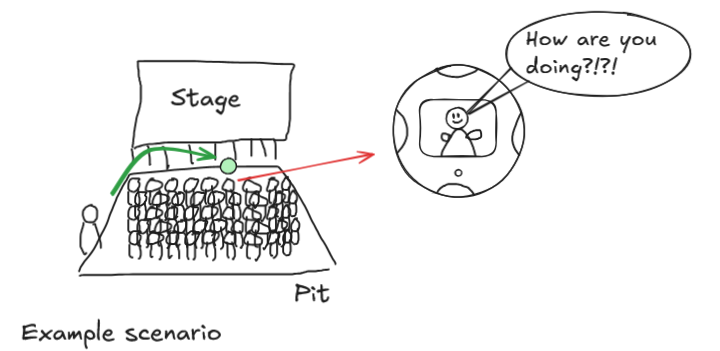 How are you
doing?!?!
Stage
Pit
Example scenario